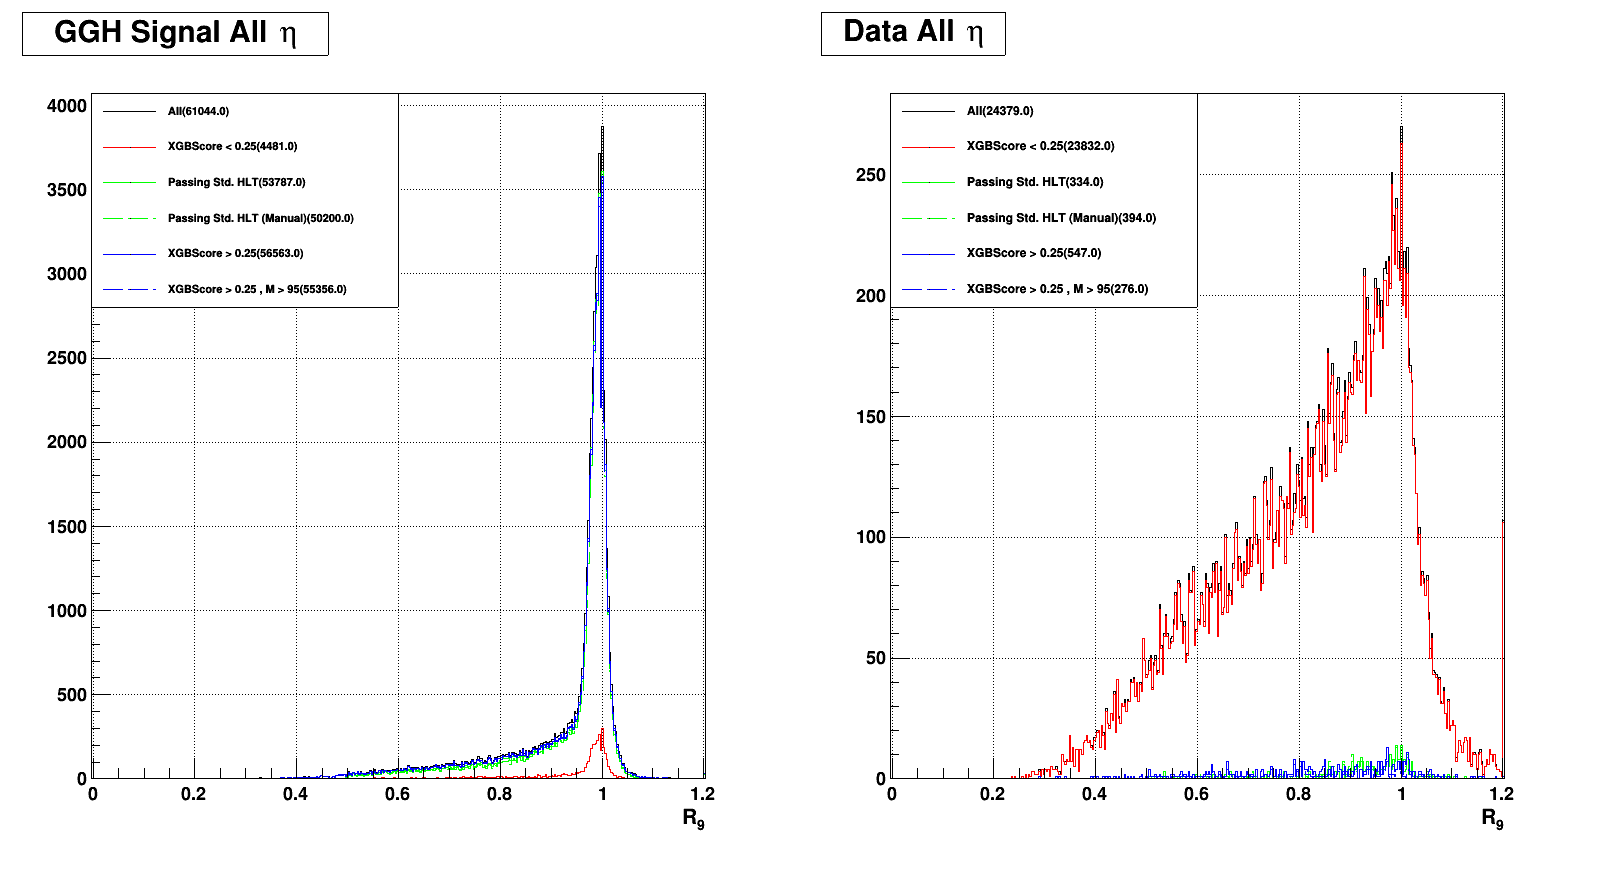 GGH Signal All η
4000
3500
3000
2500
2000
1500
1000
500
0
All(61044.0)
XGBScore < 0.25(4481.0)
Passing Std. HLT(53787.0)
Passing Std. HLT (Manual)(50200.0)
XGBScore > 0.25(56563.0)
XGBScore > 0.25 , M > 95(55356.0)
0 0.2 0.4 0.6 0.8 1 1.2
R9
Data All η
250
200
150
100
50
0
All(24379.0)
XGBScore < 0.25(23832.0)
Passing Std. HLT(334.0)
Passing Std. HLT (Manual)(394.0)
XGBScore > 0.25(547.0)
XGBScore > 0.25 , M > 95(276.0)
0 0.2 0.4 0.6 0.8 1 1.2
R9